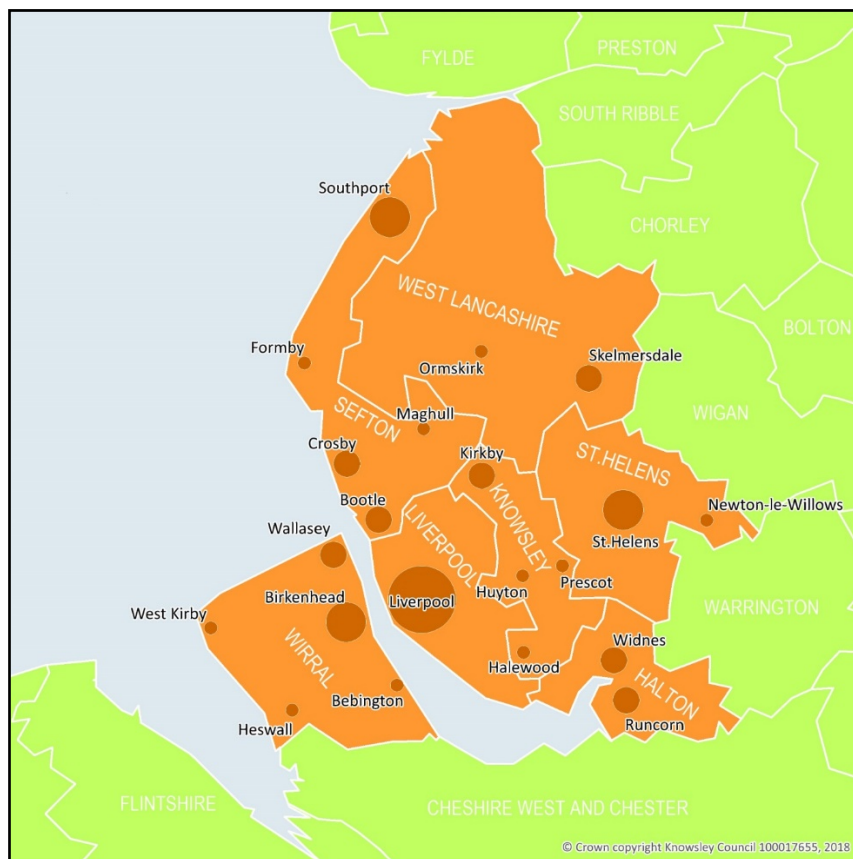 FYLDE
PRESTON
SOUTH RIBBLE
Southport
CHORLEY
WEST LANCASHIRE
BOLTON
Formby
Ormskirk
Skelmersdale
WIGAN
SEFTON
Maghull
Crosby
Kirkby
ST.HELENS
KNOWSLEY
Bootle
LIVERPOOL
Newton-le-Willows
Wallasey
St.Helens
Birkenhead
Liverpool
Huyton
Prescot
WARRINGTON
West Kirby
WIRRAL
Halewood
Widnes
HALTON
Bebington
Heswall
Runcorn
FLINTSHIRE
CHESHIRE WEST AND CHESTER
© Crown copyright Knowsley Council 100017655, 2018